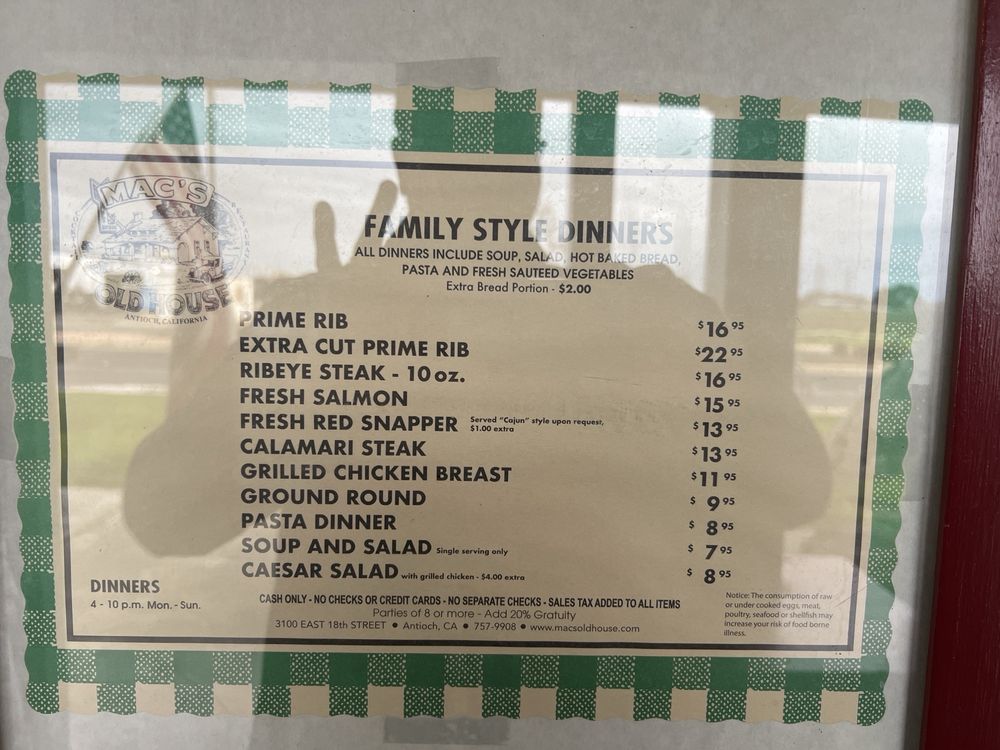 MAC'S
OLD HOUSE
ANTIOCH, CALIFORNIA
FAMILY STYLE DINNERS
ALL DINNERS INCLUDE SOUP, SALAD, HOT BAKED BREAD,
PASTA AND FRESH SAUTEED VEGETABLES
Extra Bread Portion - $2.00
PRIME RIB $16 95
EXTRA CUT PRIME RIB $22 95
RIBEYE STEAK - 10 oz. $16 95
FRESH SALMON $15 95
FRESH RED SNAPPER Served "Cajun" style upon request, $1.00 extra $13 95
CALAMARI STEAK $13 95
GRILLED CHICKEN BREAST $11 95
GROUND ROUND $9 95
PASTA DINNER $8 95
SOUP AND SALAD Single serving only $7 95
CAESAR SALAD with grilled chicken - $4.00 extra $8 95
DINNERS
4 - 10 p.m. Mon. - Sun.
CASH ONLY - NO CHECKS OR CREDIT CARDS - NO SEPARATE CHECKS - SALES TAX ADDED TO ALL ITEMS
Parties of 8 or more - Add 20% Gratuity
3100 EAST 18th STREET • Antioch, CA • 757-9908 • www.macsoldhouse.com
Notice: The consumption of raw
or under cooked eggs, meat,
poultry, seafood or shellfish may
increase your risk of food borne
illness.